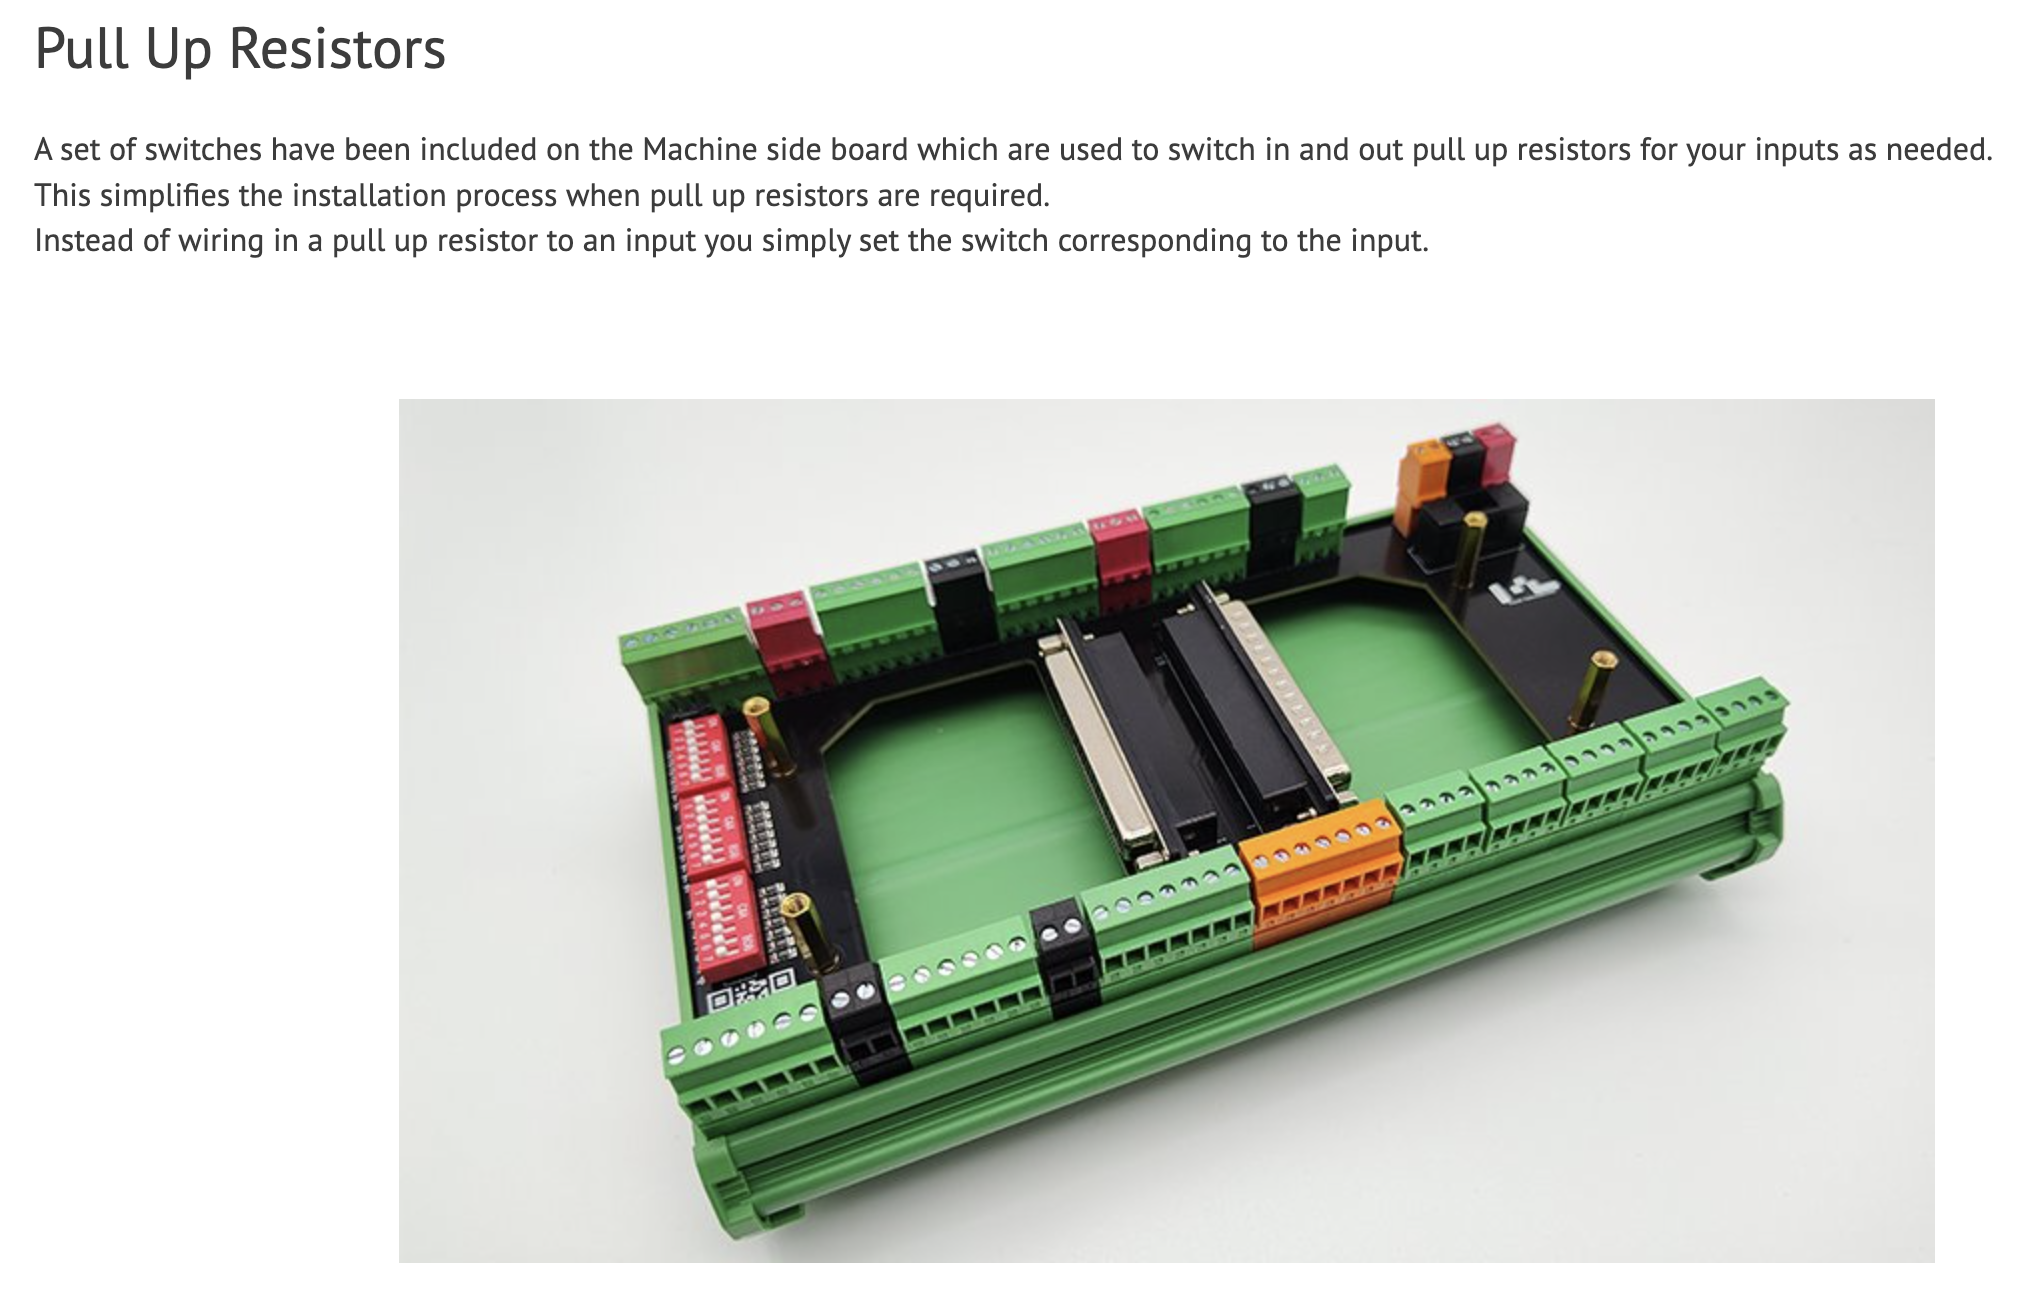 Pull Up Resistors
A set of switches have been included on the Machine side board which are used to switch in and out pull up resistors for your inputs as needed.
This simplifies the installation process when pull up resistors are required.
Instead of wiring in a pull up resistor to an input you simply set the switch corresponding to the input.